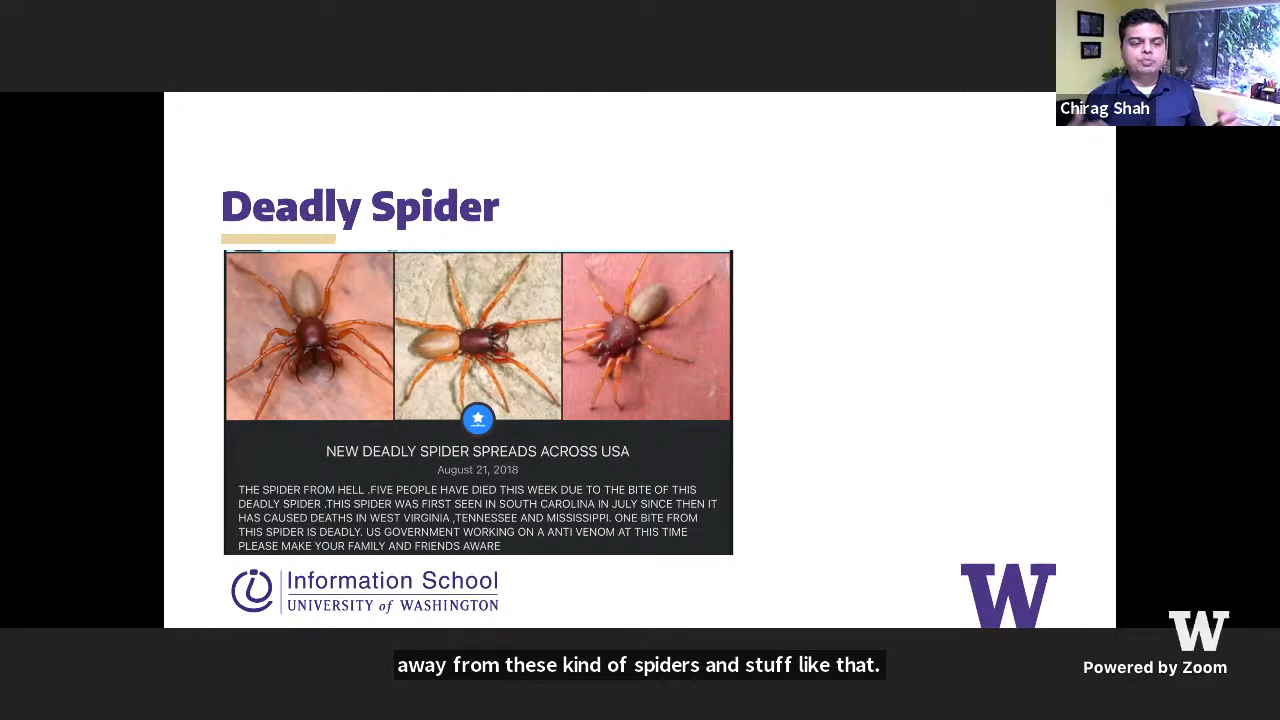 Chirag Shah
Deadly Spider
NEW DEADLY SPIDER SPREADS ACROSS USA
August 21, 2018
THE SPIDER FROM HELL .FIVE PEOPLE HAVE DIED THIS WEEK DUE TO THE BITE OF THIS
DEADLY SPIDER .THIS SPIDER WAS FIRST SEEN IN SOUTH CAROLINA IN JULY SINCE THEN IT
HAS CAUSED DEATHS IN WEST VIRGINIA ,TENNESSEE AND MISSISSIPPI. ONE BITE FROM
THIS SPIDER IS DEADLY. US GOVERNMENT WORKING ON A ANTI VENOM AT THIS TIME
PLEASE MAKE YOUR FAMILY AND FRIENDS AWARE
i Information School
UNIVERSITY of WASHINGTON
W
W
Powered by Zoom
away from these kind of spiders and stuff like that.